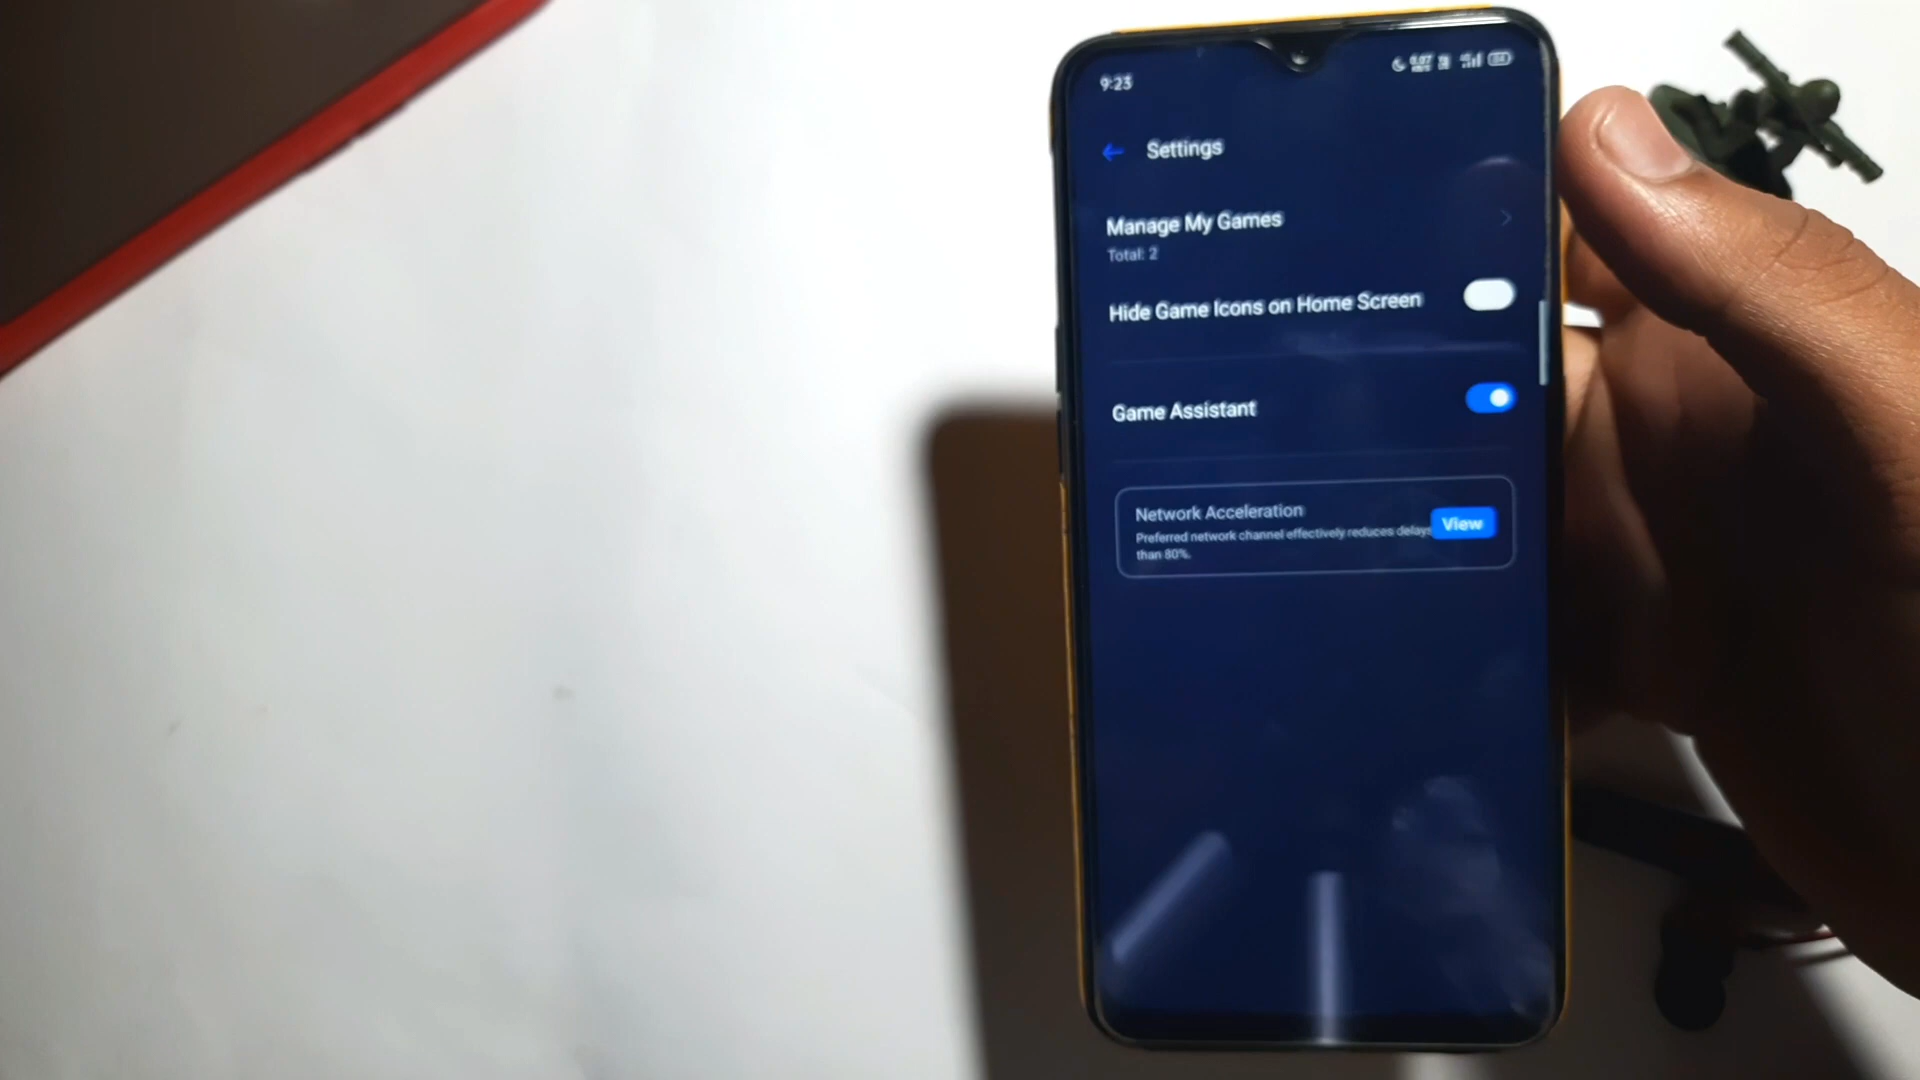 9:23
Settings
Manage My Games
Total: 2
Hide Game Icons on Home Screen
Game Assistant
Network Acceleration
Preferred network channel effectively reduces delays
than 80%.
View